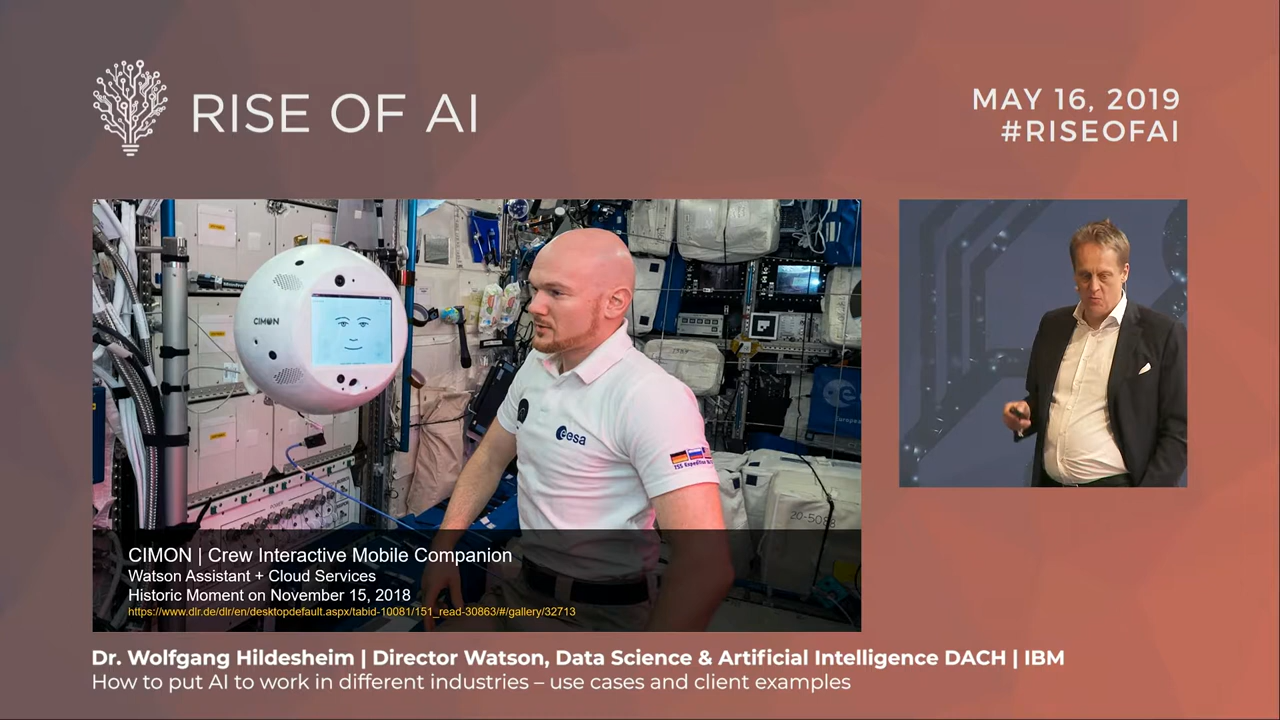 RISE OF AI
MAY 16, 2019
#RISEOFAI
CIMON
esa
esa
20-50
CIMON | Crew Interactive Mobile Companion
Watson Assistant + Cloud Services
Historic Moment on November 15, 2018
https://www.dlr.de/dlr/en/desktopdefault.aspx/tabid-10081/151_read-30863/#/gallery/32713
Dr. Wolfgang Hildesheim | Director Watson, Data Science & Artificial Intelligence DACH | IBM
How to put AI to work in different industries – use cases and client examples